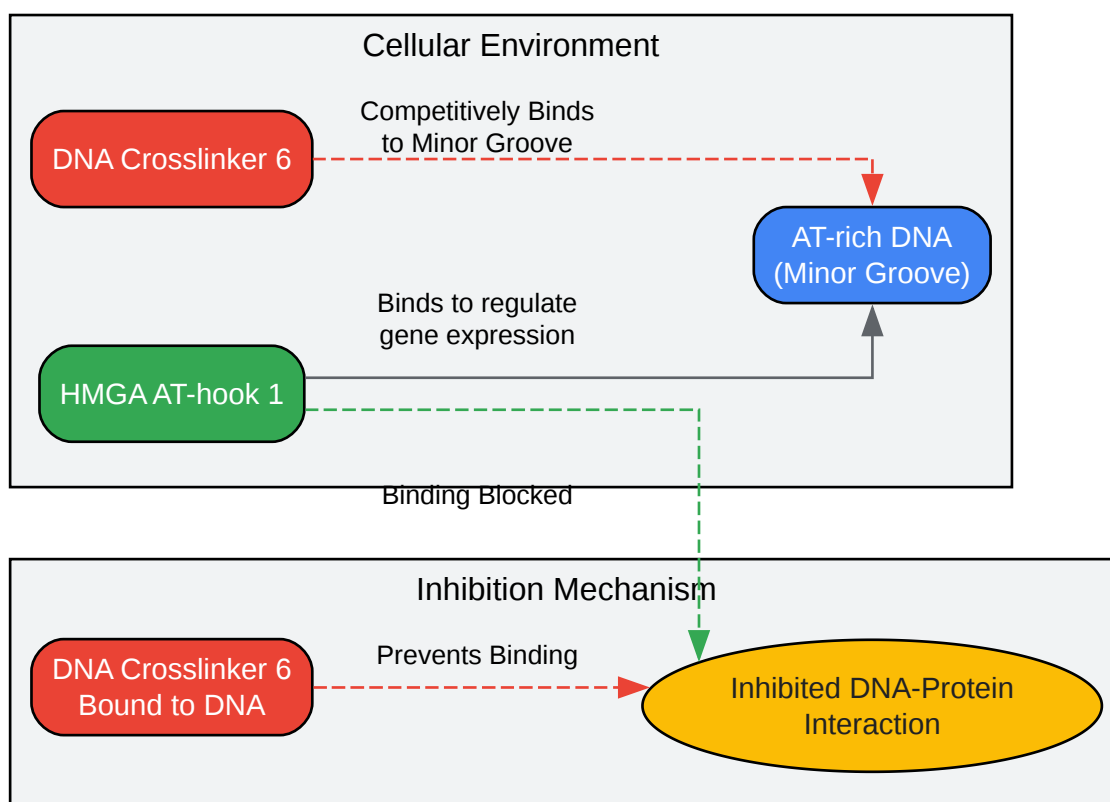 Cellular Environment
Competitively Binds
to Minor Groove
DNA Crosslinker 6
AT-rich DNA
(Minor Groove)
Binds to regulate
gene expression
HMGA AT-hook 1
Binding Blocked
Inhibition Mechanism
Prevents Binding
DNA Crosslinker 6
Bound to DNA
Inhibited DNA-Protein
Interaction